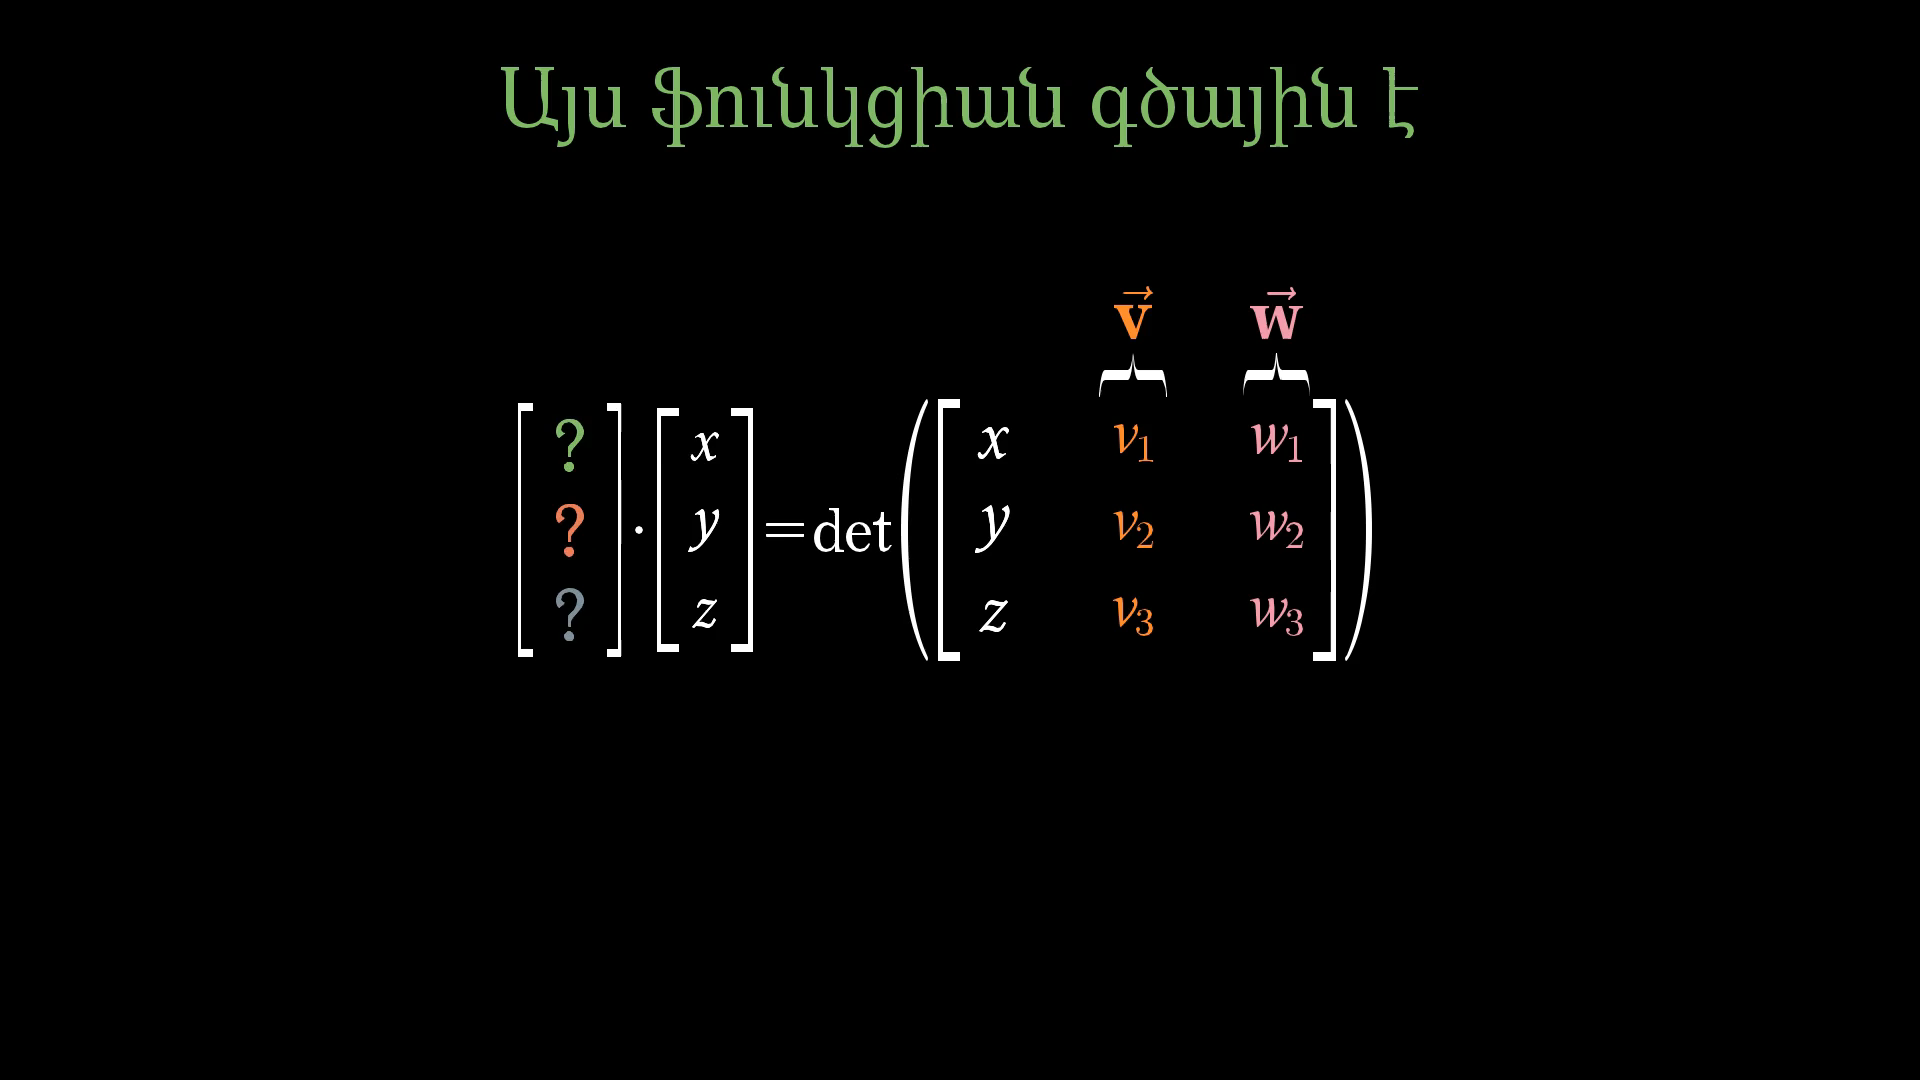 Այս ֆունկցիան գծային է
v⃗ w⃗
[? ? ?] · [x y z] = det([x v₁ w₁
y v₂ w₂
z v₃ w₃])